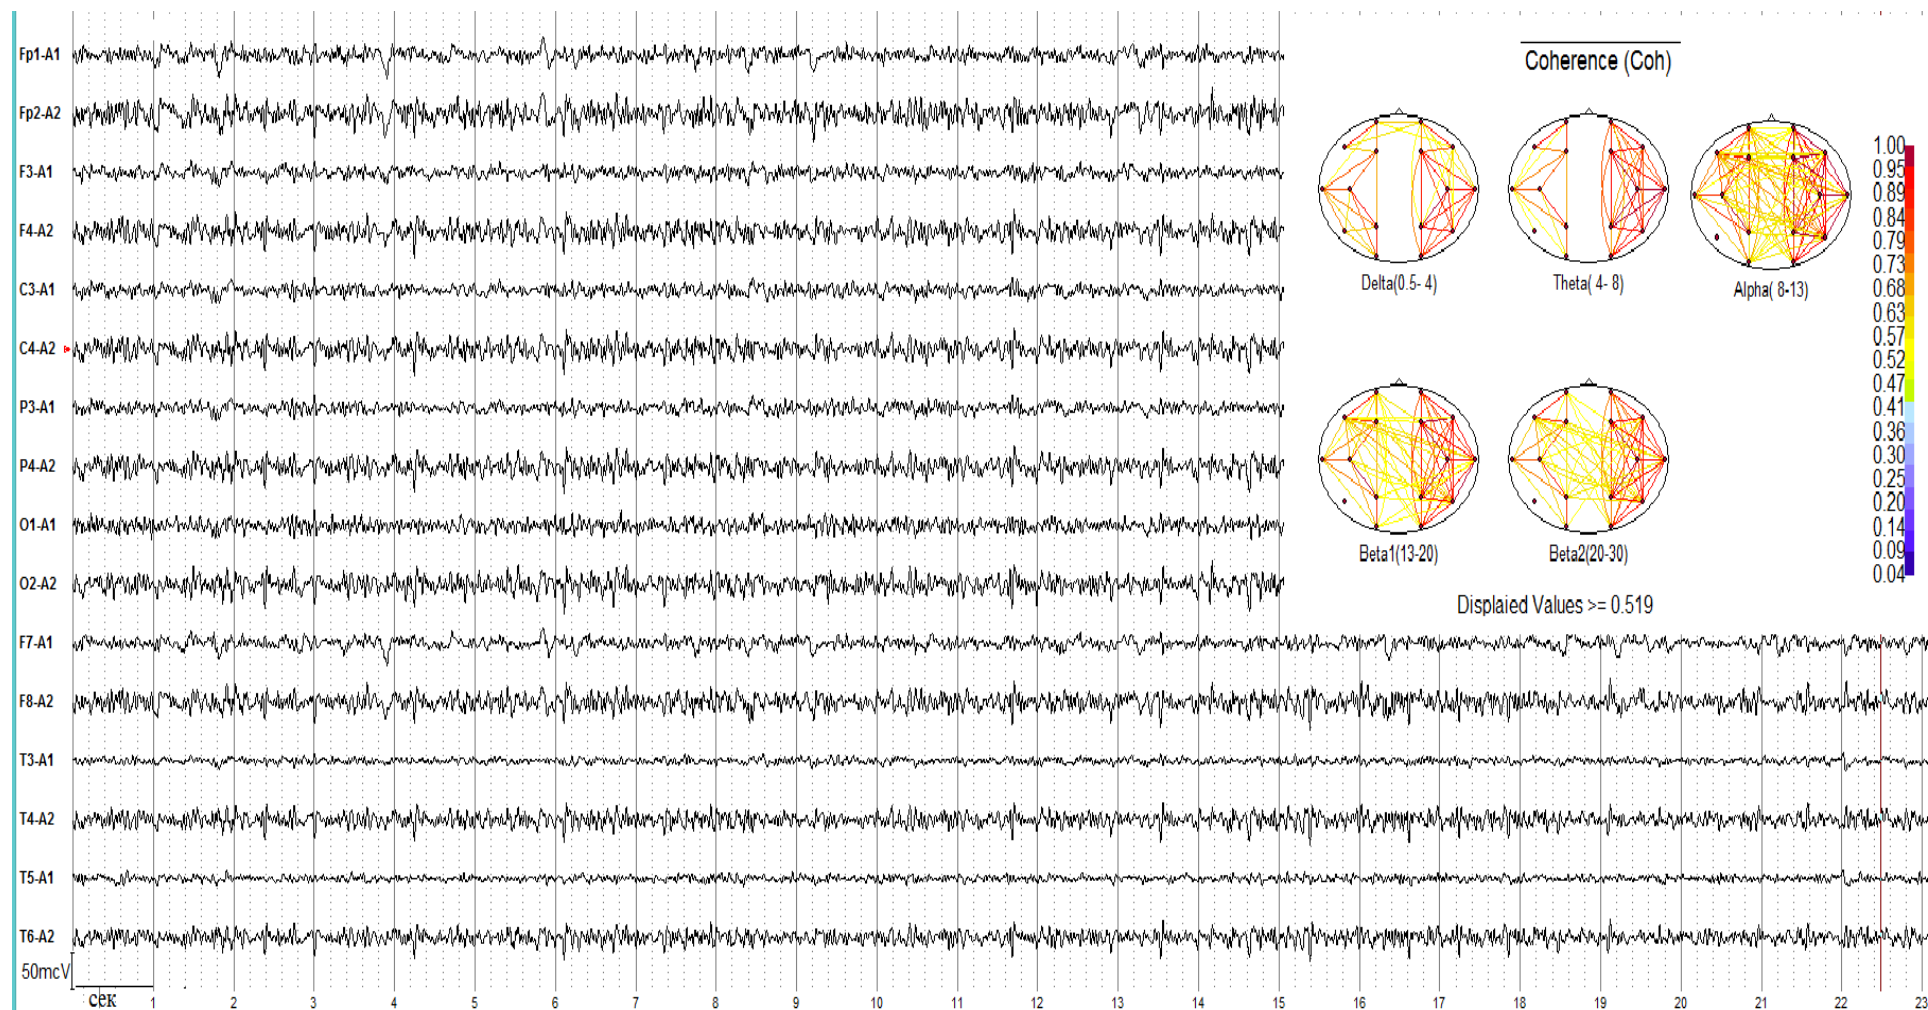 Fp1-A1
Fp2-A2
F3-A1
F4-A2
C3-A1
C4-A2
P3-A1
P4-A2
O1-A1
O2-A2
F7-A1
F8-A2
T3-A1
T4-A2
T5-A1
T6-A2
50mcV
сек
1 2 3 4 5 6 7 8 9 10 11 12 13 14 15 16 17 18 19 20 21 22 23
Coherence (Coh)
Delta(0.5- 4)
Theta( 4- 8)
Alpha( 8-13)
Beta1(13-20)
Beta2(20-30)
Displaied Values >= 0.519
1.00
0.95
0.89
0.84
0.79
0.73
0.68
0.63
0.57
0.52
0.47
0.41
0.36
0.30
0.25
0.20
0.14
0.09
0.04